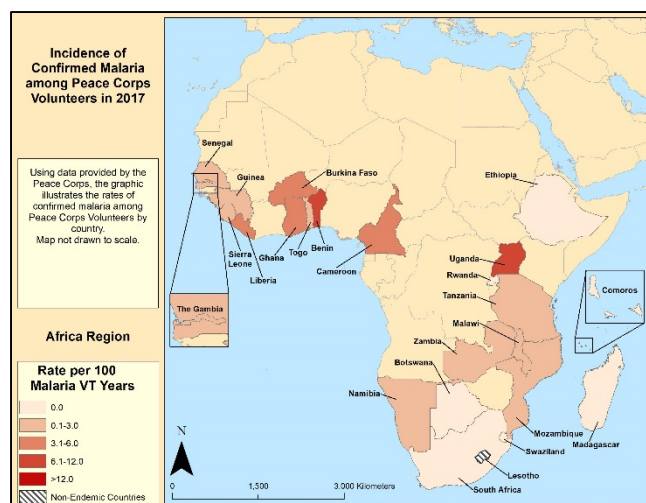 Incidence of
Confirmed Malaria
among Peace Corps
Volunteers in 2017
Using data provided by the
Peace Corps, the graphic
illustrates the rates of
confirmed malaria among
Peace Corps Volunteers by
country.
Map not drawn to scale.
Africa Region
Rate per 100
Malaria VT Years
0.0
0.1-3.0
3.1-6.0
6.1-12.0
>12.0
Non-Endemic Countries
Senegal
Guinea
Burkina Faso
Ethiopia
Sierra
Leone
Liberia
Ghana
Togo
Benin
Cameroon
Uganda
Rwanda
Tanzania
Comoros
The Gambia
Malawi
Zambia
Botswana
Namibia
Mozambique
Madagascar
Swaziland
Lesotho
South Africa
N
0
1,500
3,000 Kilometers